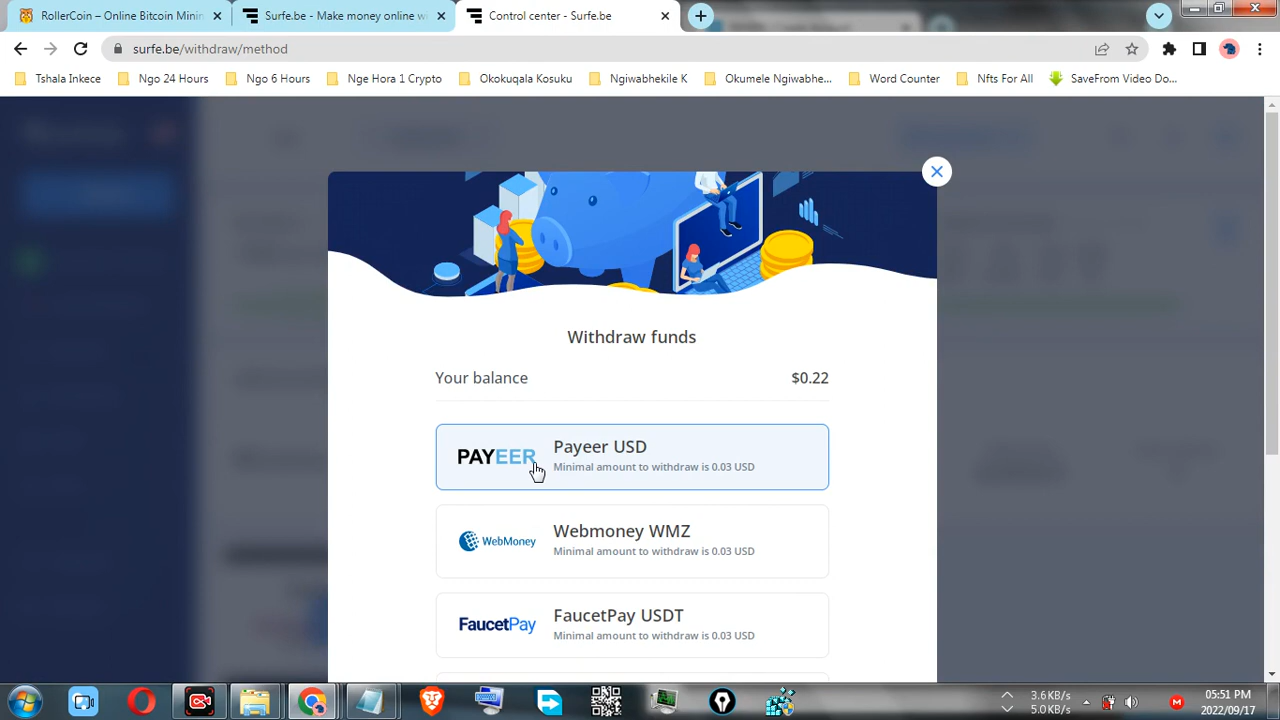 RollerCoin – Online Bitcoin Mini
Surfe.be - Make money online w
Control center - Surfe.be
surfe.be/withdraw/method
Tshala Inkece
Ngo 24 Hours
Ngo 6 Hours
Nge Hora 1 Crypto
Okokuqala Kosuku
Ngiwabhekile K
Okumele Ngiwabhe...
Word Counter
Nfts For All
SaveFrom Video Do...
Withdraw funds
Your balance $0.22
PAYEER
Payeer USD
Minimal amount to withdraw is 0.03 USD
WebMoney
Webmoney WMZ
Minimal amount to withdraw is 0.03 USD
FaucetPay
FaucetPay USDT
Minimal amount to withdraw is 0.03 USD
3.6KB/s
5.0KB/s
05:51 PM
2022/09/17